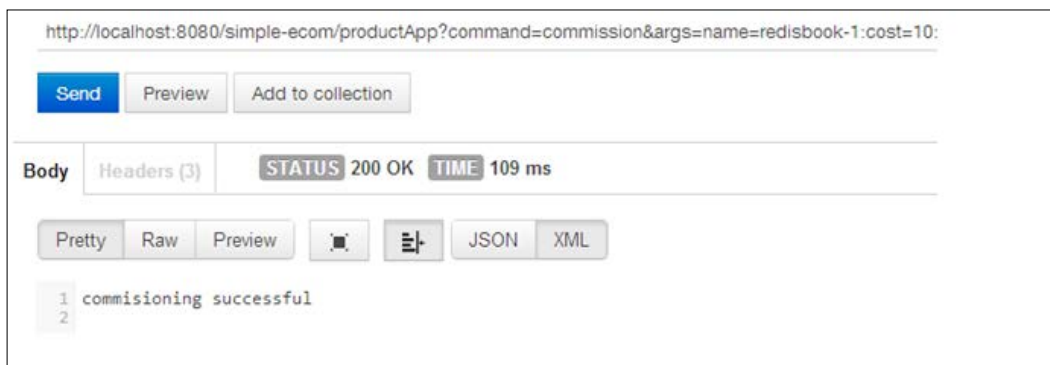 http://localhost:8080/simple-ecom/productApp?command=commission&args=name=redisbook-1:cost=10:
Send Preview Add to collection
Body Headers (3) STATUS 200 OK TIME 109 ms
Pretty Raw Preview JSON XML
1 commisioning successful
2